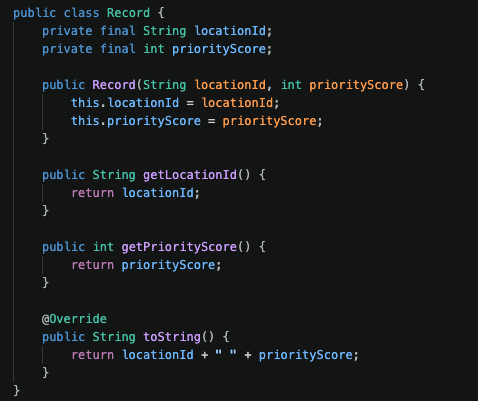 public class Record {
    private final String locationId;
    private final int priorityScore;

    public Record(String locationId, int priorityScore) {
        this.locationId = locationId;
        this.priorityScore = priorityScore;
    }

    public String getLocationId() {
        return locationId;
    }

    public int getPriorityScore() {
        return priorityScore;
    }

    @Override
    public String toString() {
        return locationId + " " + priorityScore;
    }
}